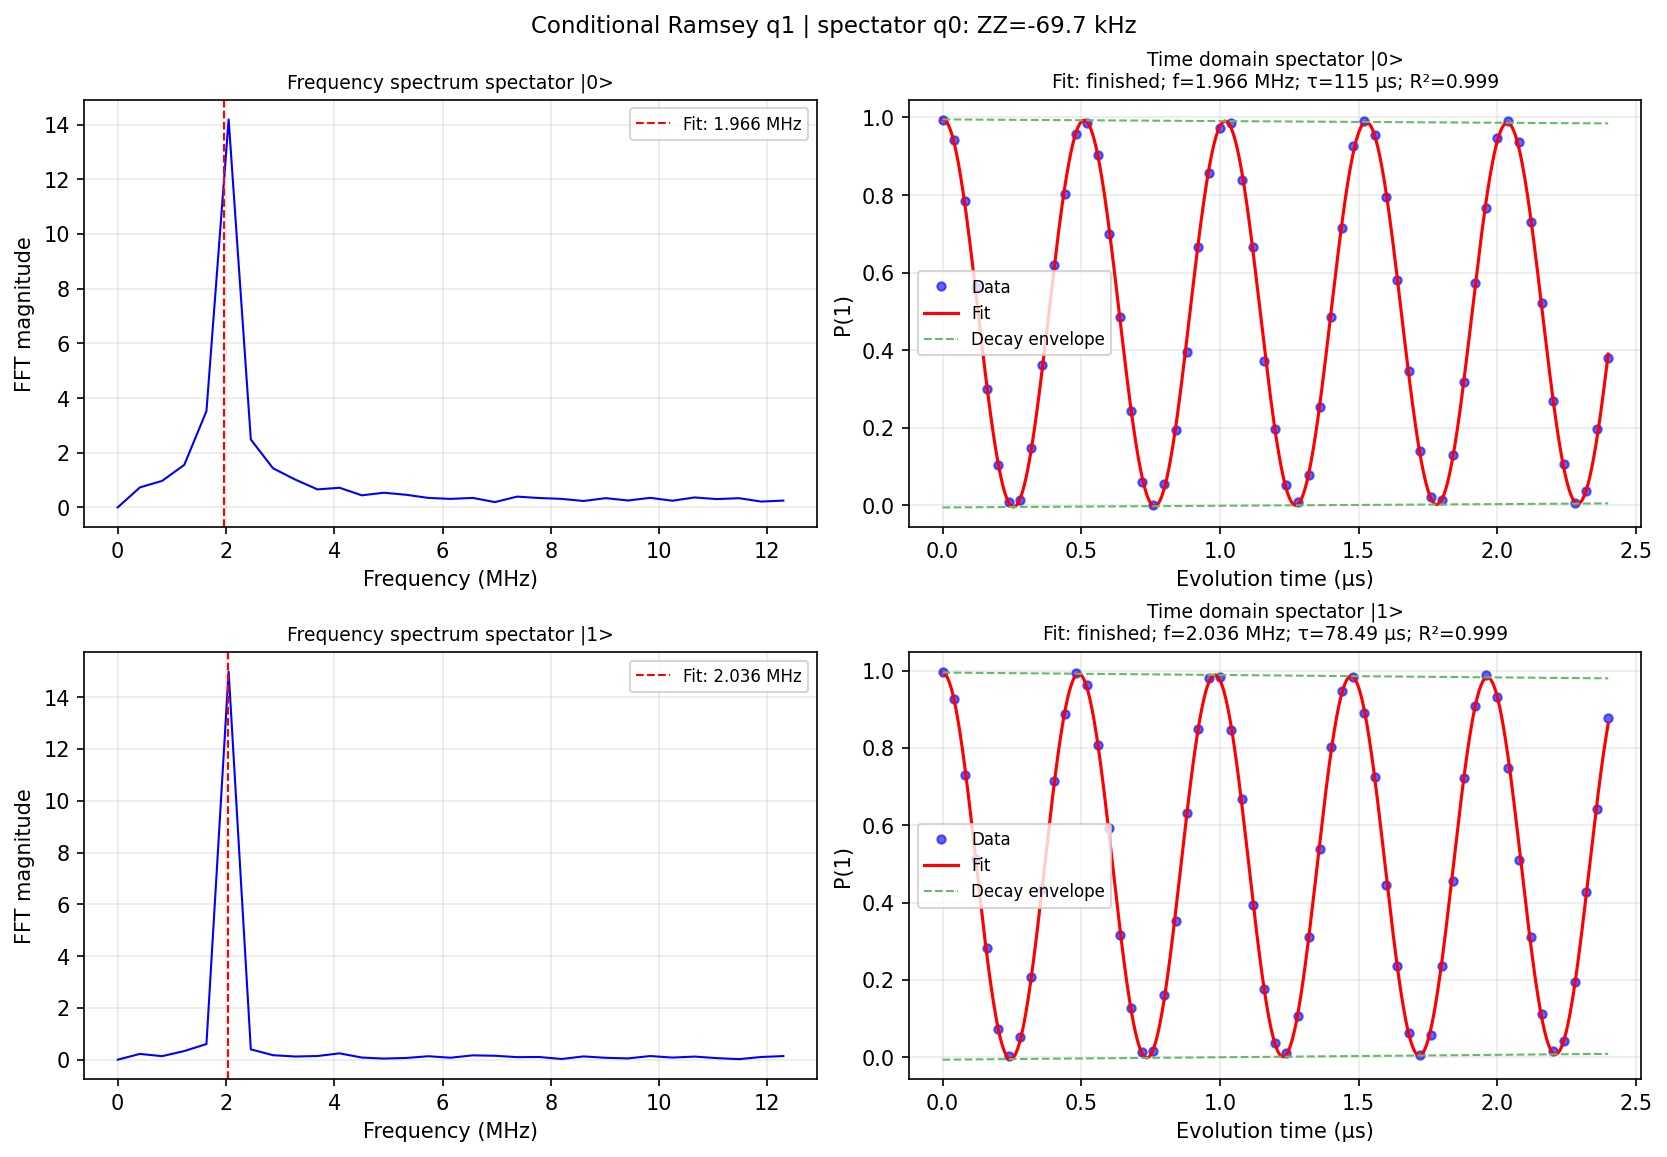 Conditional Ramsey q1 | spectator q0: ZZ=-69.7 kHz
Frequency spectrum spectator |0>
FFT magnitude
14
12
10
8
6
4
2
0
Fit: 1.966 MHz
0 2 4 6 8 10 12
Frequency (MHz)
Time domain spectator |0>
Fit: finished; f=1.966 MHz; τ=115 μs; R²=0.999
P(1)
1.0
0.8
0.6
0.4
0.2
0.0
Data
Fit
Decay envelope
0.0 0.5 1.0 1.5 2.0 2.5
Evolution time (μs)
Frequency spectrum spectator |1>
FFT magnitude
14
12
10
8
6
4
2
0
Fit: 2.036 MHz
0 2 4 6 8 10 12
Frequency (MHz)
Time domain spectator |1>
Fit: finished; f=2.036 MHz; τ=78.49 μs; R²=0.999
P(1)
1.0
0.8
0.6
0.4
0.2
0.0
Data
Fit
Decay envelope
0.0 0.5 1.0 1.5 2.0 2.5
Evolution time (μs)